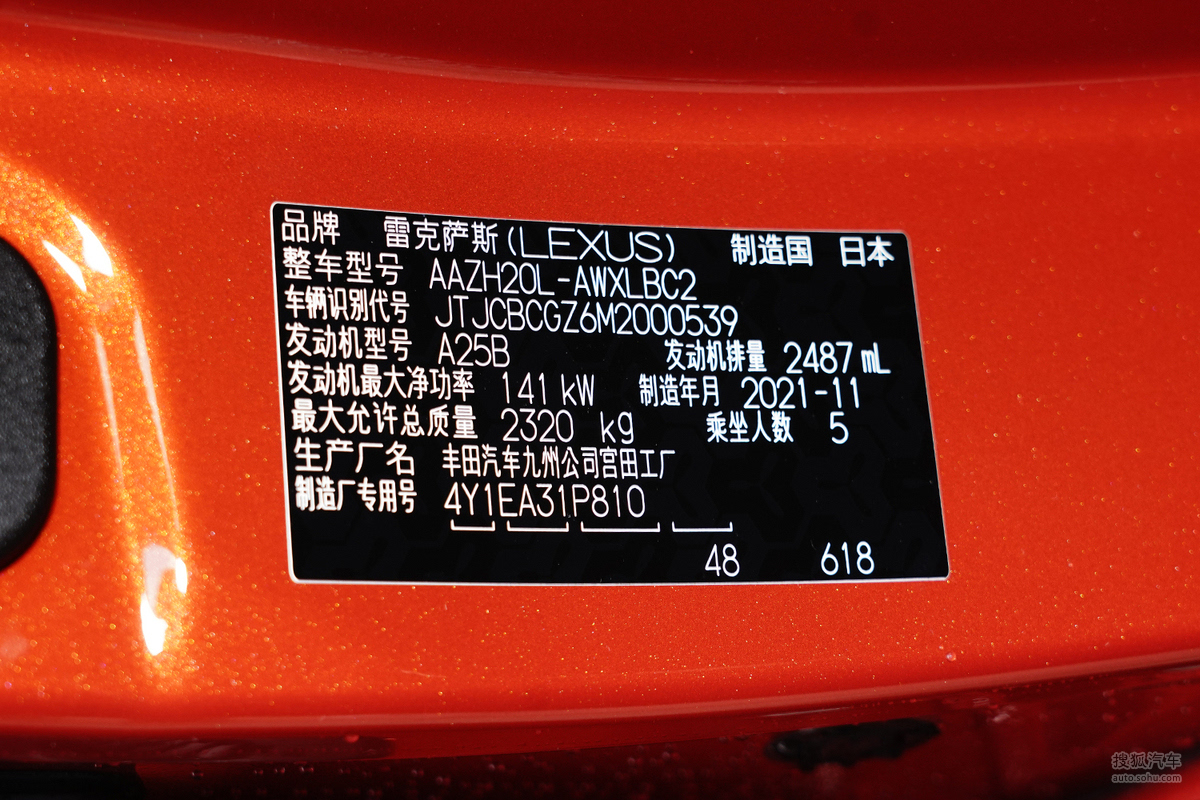 品牌 雷克萨斯(LEXUS) 制造国 日本
整车型号 AAZH20L-AWXLBC2
车辆识别代号 JTJCBCGZ6M2000539
发动机型号 A25B 发动机排量 2487 mL
发动机最大净功率 141 kW 制造年月 2021-11
最大允许总质量 2320 kg 乘坐人数 5
生产厂名 丰田汽车九州公司宫田工厂
制造厂专用号 4Y1EA31P810
48 618
搜狐汽车
auto.sohu.com